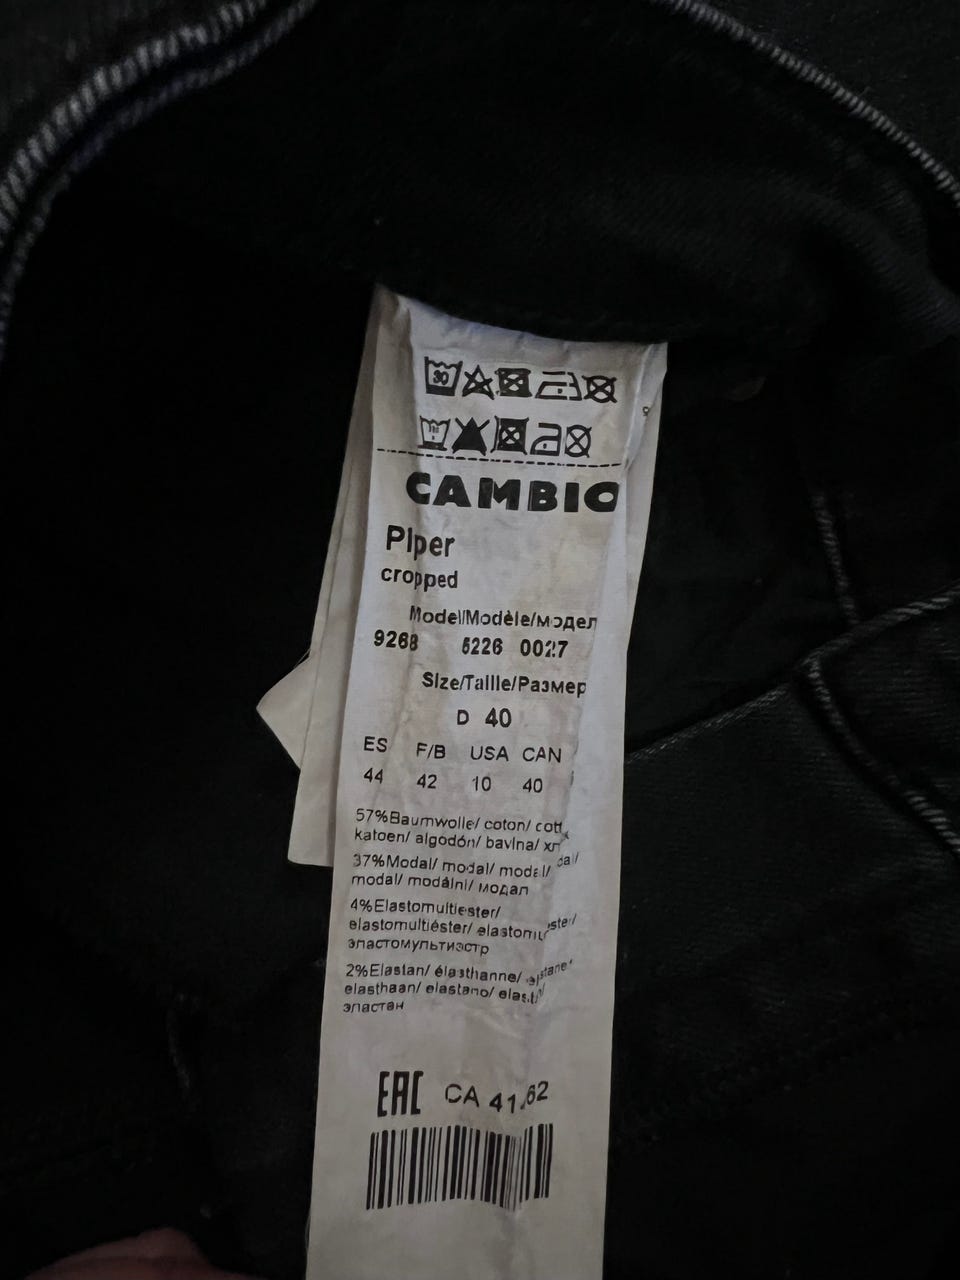 30
CAMBIO
Piper
cropped
Model/Modèle/модел
9268 0027
Size/Taille/Размер
D 40
ES F/B USA CAN
44 42 10 40
57%Baumwolle/ coton/
katoen/ algodón/ bavlna/
37%Modal/ modal/ modal/
modal/ modální/ модал
4%Elastomultiester/
elastomultiéster/
эластомультиэстр
2%Elastan/ élasthanne/
elasthaan/ elastano/
эластан
EAC CA